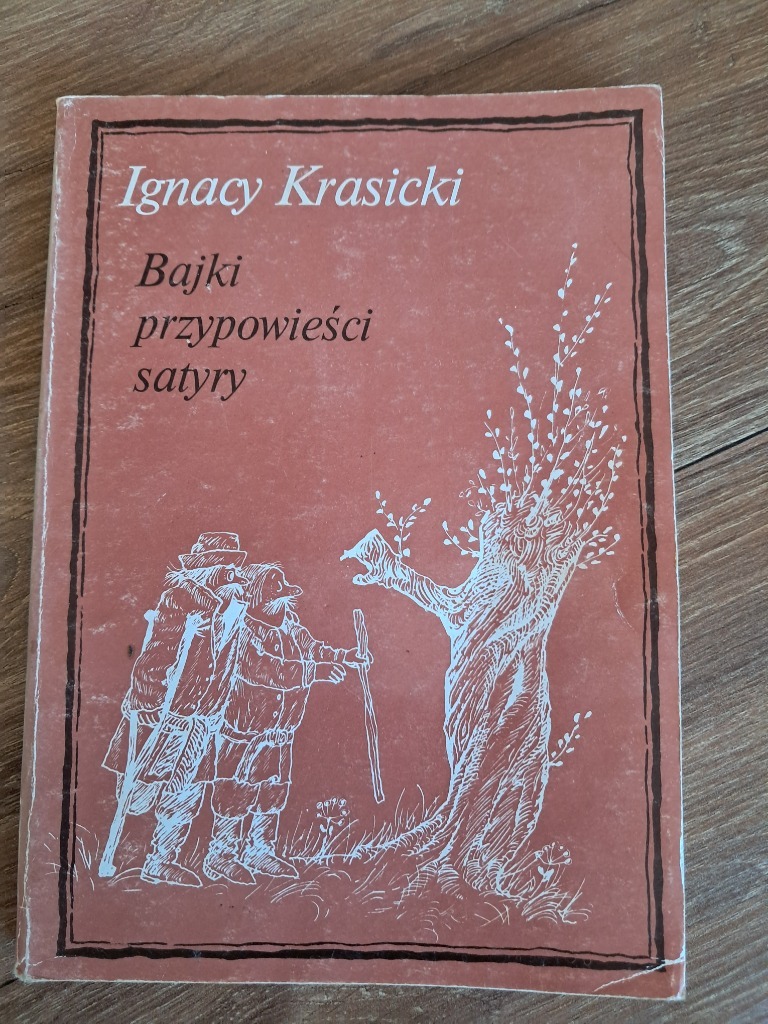 Ignacy Krasicki
Bajki
przypowieści
satyry